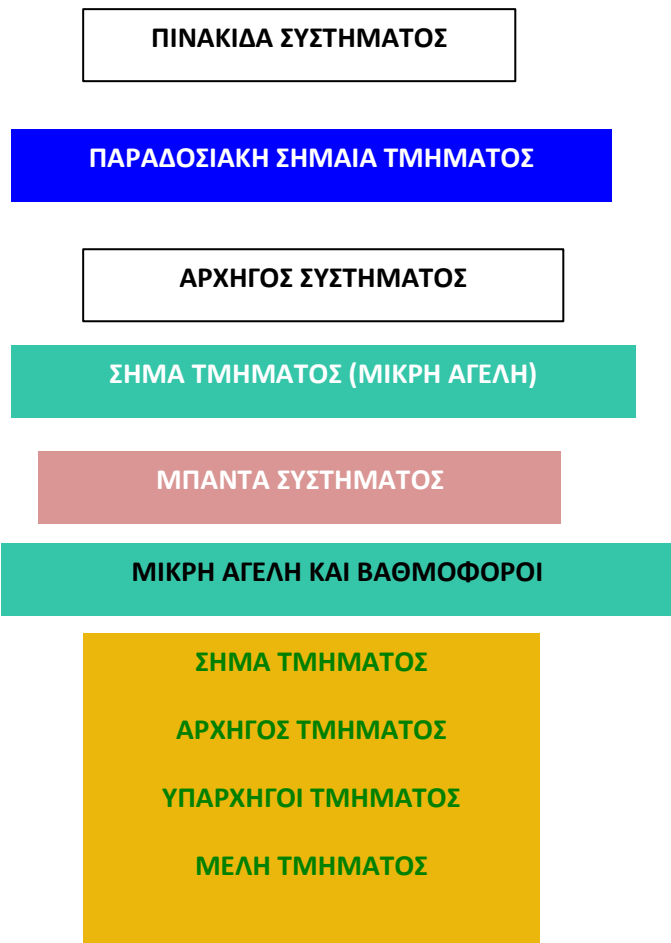 ΠΙΝΑΚΙΔΑ ΣΥΣΤΗΜΑΤΟΣ
ΠΑΡΑΔΟΣΙΑΚΗ ΣΗΜΑΙΑ ΤΜΗΜΑΤΟΣ
ΑΡΧΗΓΟΣ ΣΥΣΤΗΜΑΤΟΣ
ΣΗΜΑ ΤΜΗΜΑΤΟΣ (ΜΙΚΡΗ ΑΓΕΛΗ)
ΜΠΑΝΤΑ ΣΥΣΤΗΜΑΤΟΣ
ΜΙΚΡΗ ΑΓΕΛΗ ΚΑΙ ΒΑΘΜΟΦΟΡΟΙ
ΣΗΜΑ ΤΜΗΜΑΤΟΣ
ΑΡΧΗΓΟΣ ΤΜΗΜΑΤΟΣ
ΥΠΑΡΧΗΓΟΙ ΤΜΗΜΑΤΟΣ
ΜΕΛΗ ΤΜΗΜΑΤΟΣ